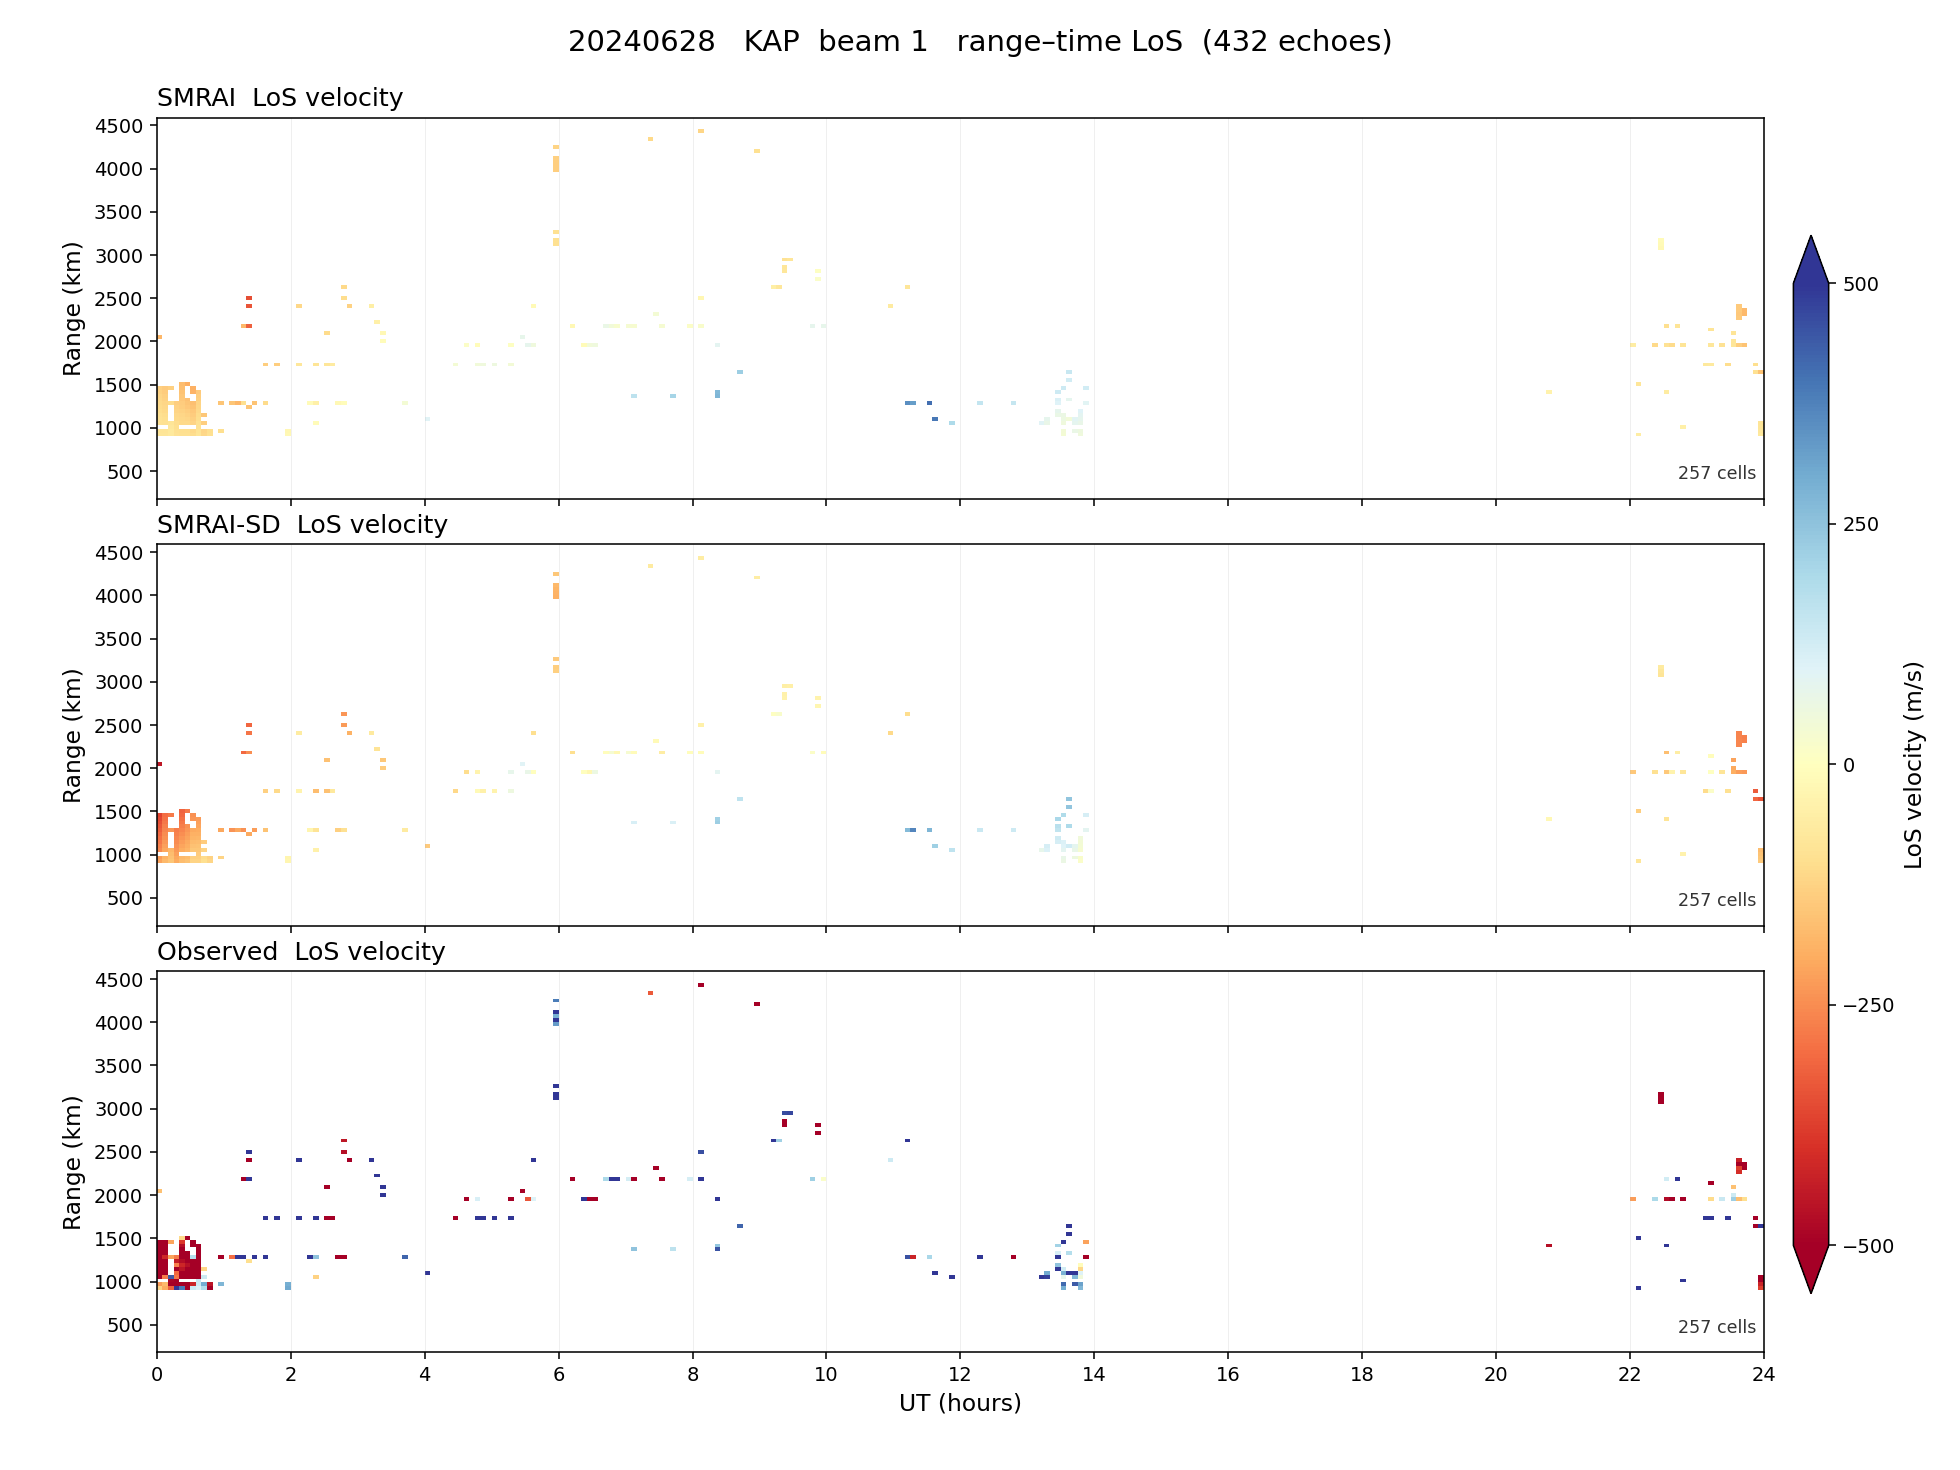 20240628   KAP  beam 1   range–time LoS  (432 echoes)
SMRAI  LoS velocity
4500
4000
3500
3000
2500
2000
1500
1000
500
Range (km)
257 cells
SMRAI-SD  LoS velocity
4500
4000
3500
3000
2500
2000
1500
1000
500
Range (km)
257 cells
Observed  LoS velocity
4500
4000
3500
3000
2500
2000
1500
1000
500
Range (km)
257 cells
0 2 4 6 8 10 12 14 16 18 20 22 24
UT (hours)
500
250
0
−250
−500
LoS velocity (m/s)